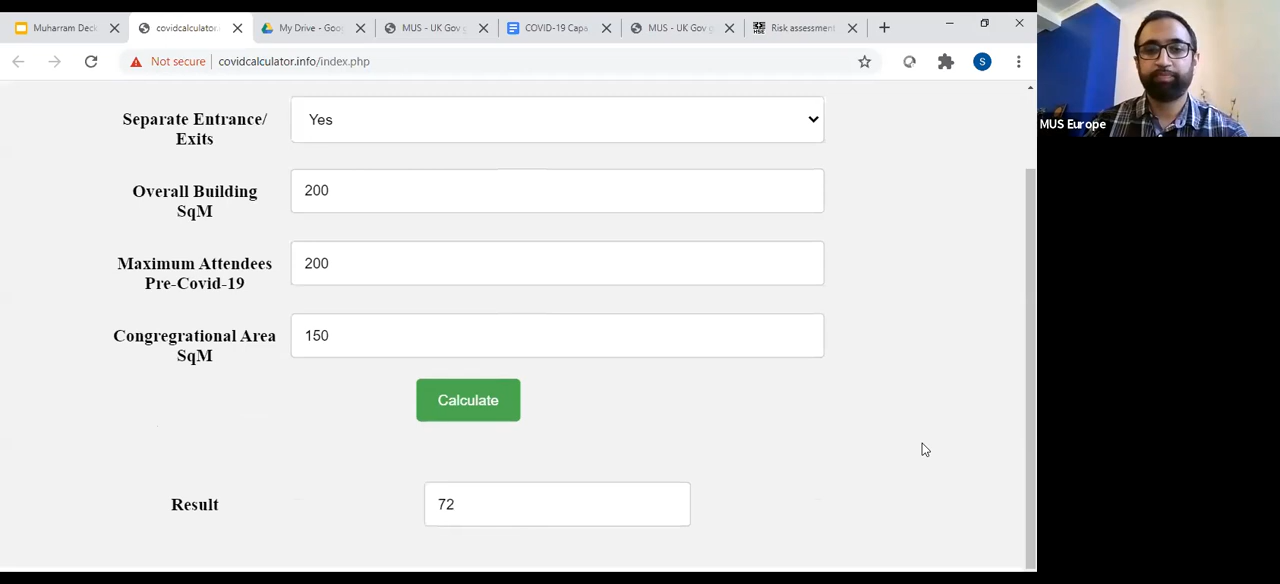 Muharram Deck
covidcalculator.
My Drive - Goo
MUS - UK Gov g
COVID-19 Capa
MUS - UK Gov g
Risk assessment
Not secure
covidcalculator.info/index.php
S
MUS Europe
Separate Entrance/
Exits
Yes
Overall Building
SqM
200
Maximum Attendees
Pre-Covid-19
200
Congregrational Area
SqM
150
Calculate
Result
72